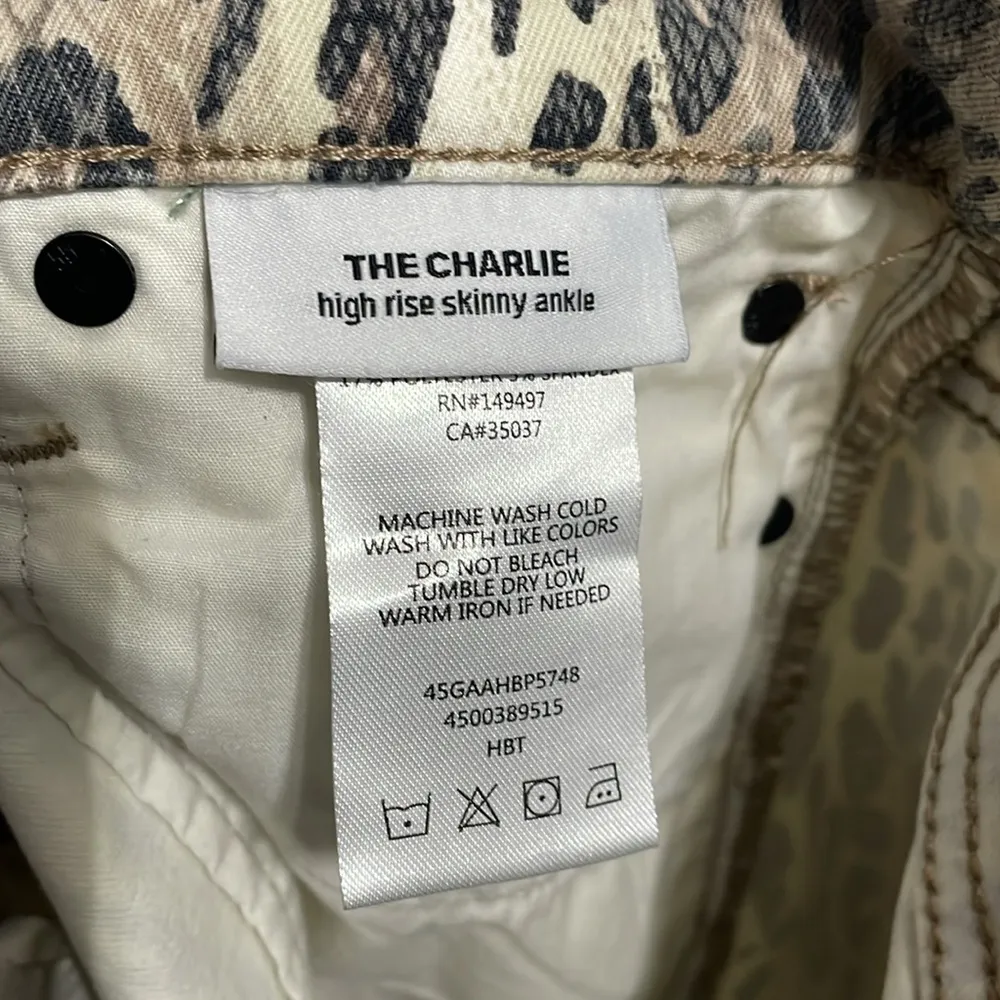 THE CHARLIE
high rise skinny ankle
RN#149497
CA#35037
MACHINE WASH COLD
WASH WITH LIKE COLORS
DO NOT BLEACH
TUMBLE DRY LOW
WARM IRON IF NEEDED
45GAAHBP5748
4500389515
HBT